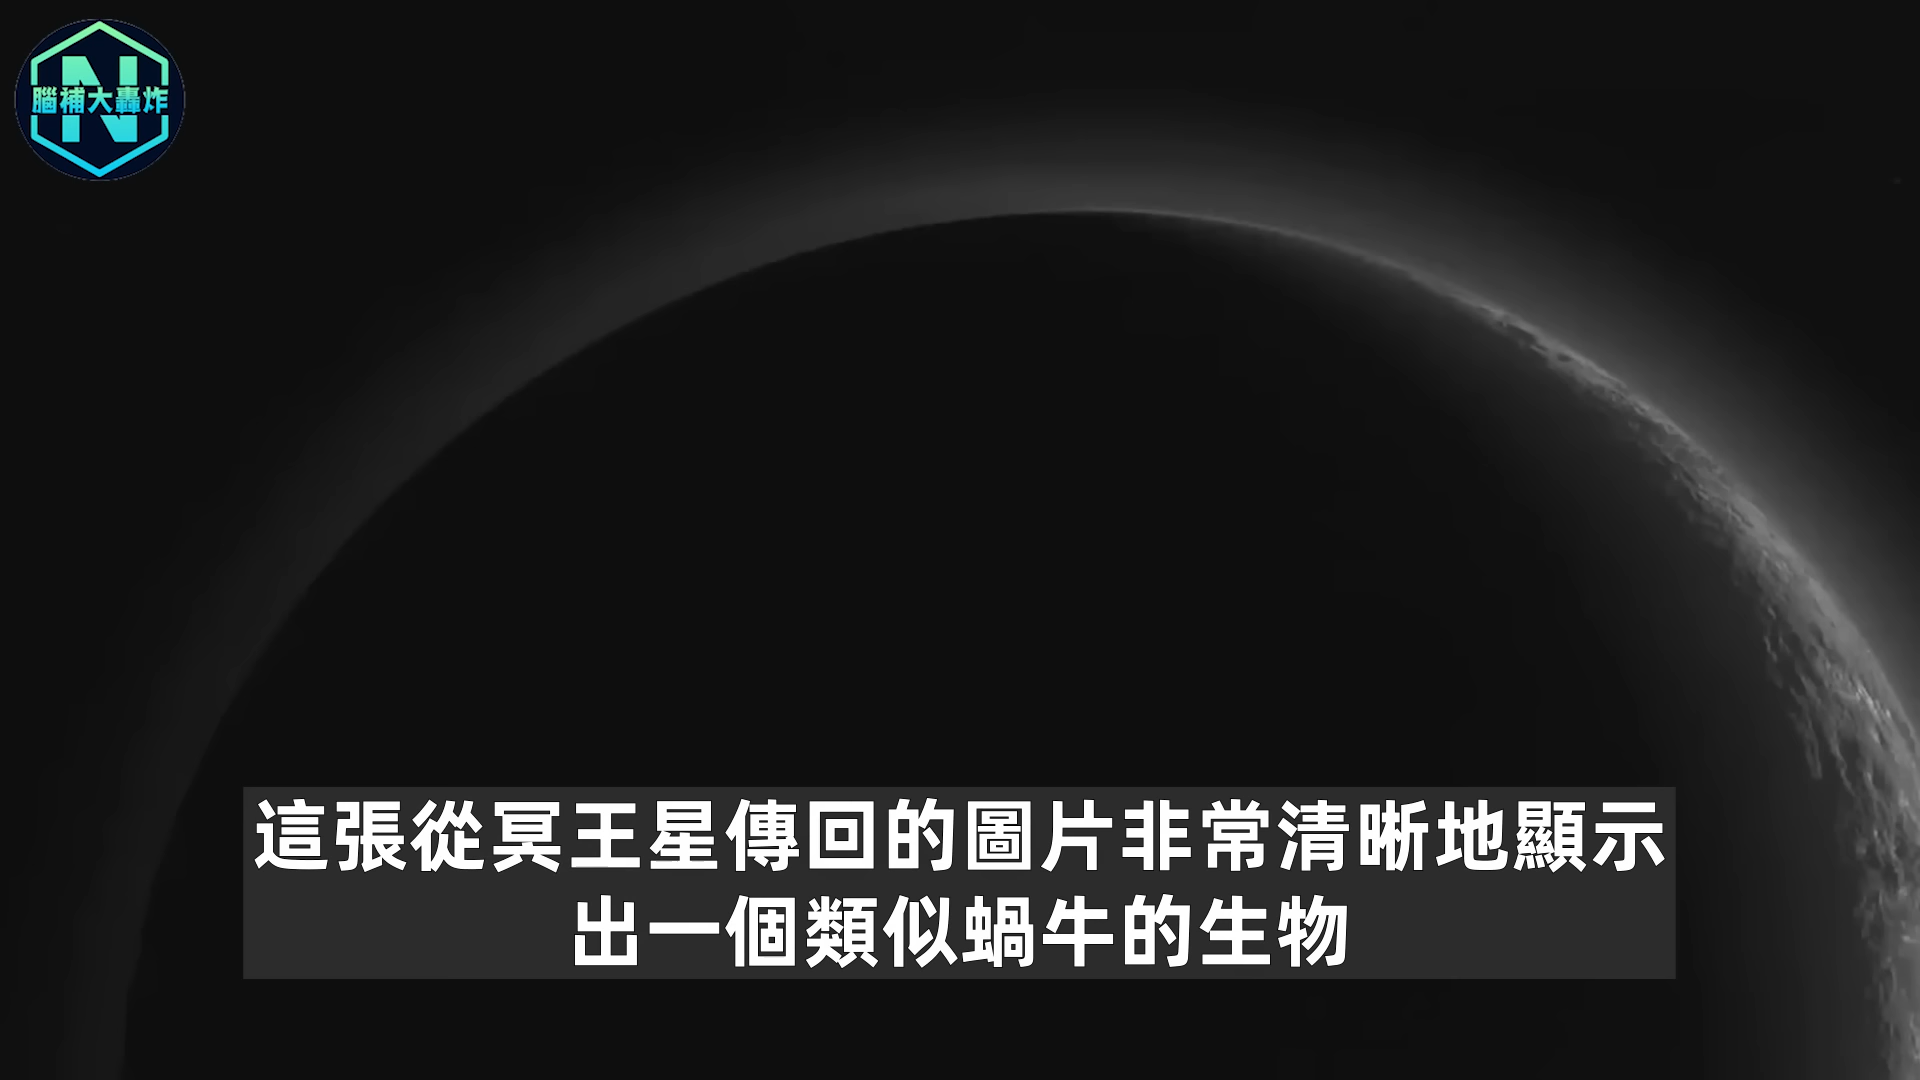 腦補大轟炸
N
這張從冥王星傳回的圖片非常清晰地顯示
出一個類似蝸牛的生物